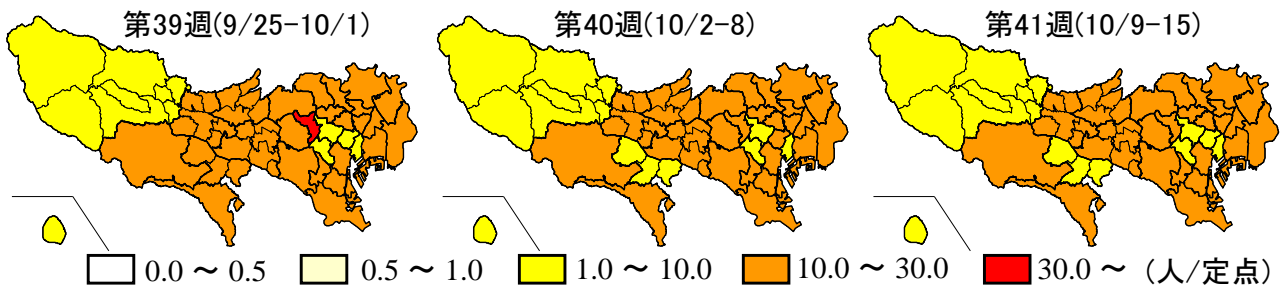 第39週(9/25-10/1)
第40週(10/2-8)
第41週(10/9-15)
0.0 ～ 0.5
0.5 ～ 1.0
1.0 ～ 10.0
10.0 ～ 30.0
30.0 ～ (人/定点)